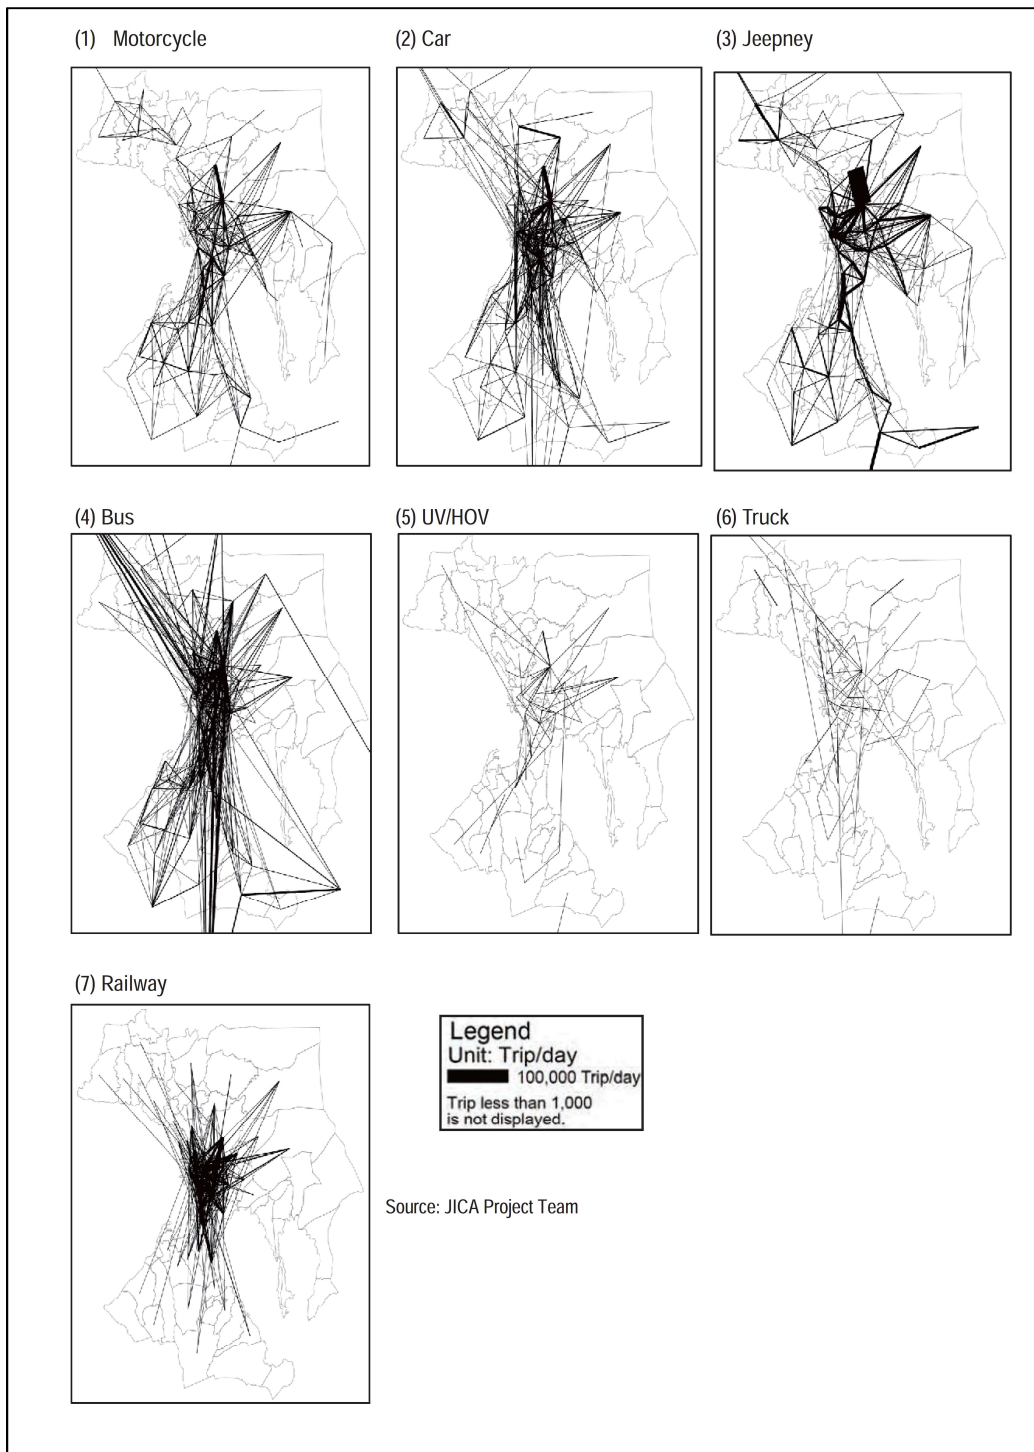 (1) Motorcycle
(2) Car
(3) Jeepney
(4) Bus
(5) UV/HOV
(6) Truck
(7) Railway
Legend
Unit: Trip/day
100,000 Trip/day
Trip less than 1,000
is not displayed.
Source: JICA Project Team